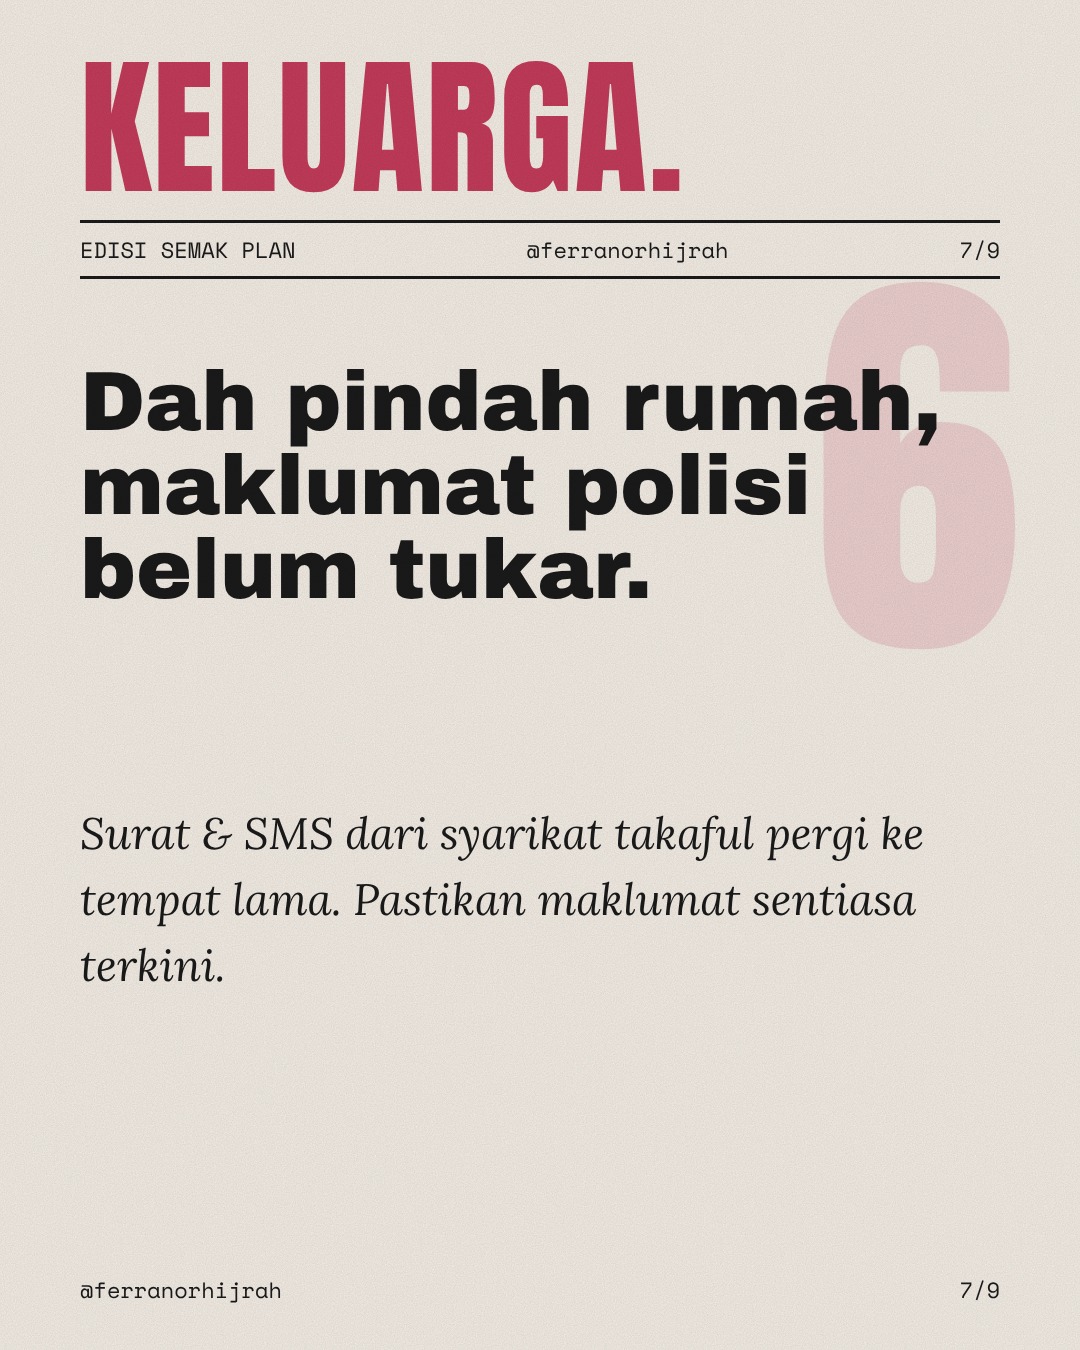 KELUARGA.
EDISI SEMAK PLAN @ferranorhijrah 7/9
6
Dah pindah rumah,
maklumat polisi
belum tukar.
Surat & SMS dari syarikat takaful pergi ke
tempat lama. Pastikan maklumat sentiasa
terkini.
@ferranorhijrah 7/9